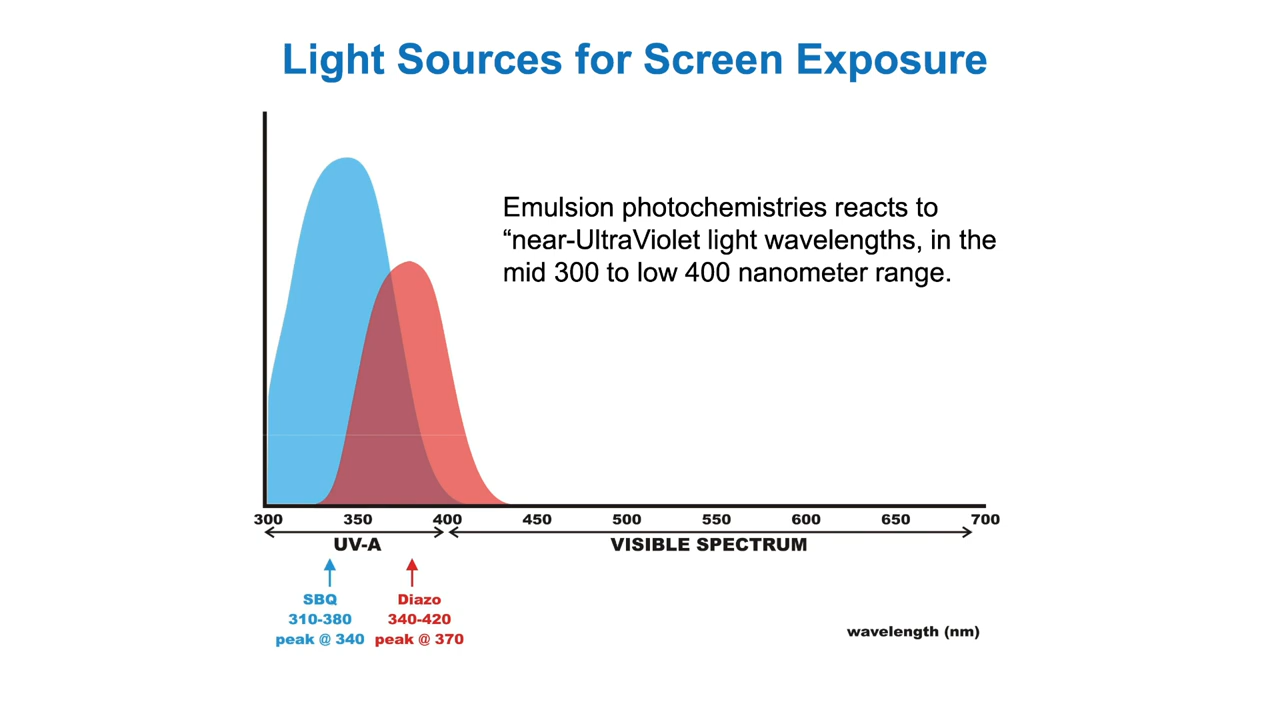 Light Sources for Screen Exposure
Emulsion photochemistries reacts to
“near-UltraViolet light wavelengths, in the
mid 300 to low 400 nanometer range.
300 350 400 450 500 550 600 650 700
UV-A VISIBLE SPECTRUM
SBQ
310-380
peak @ 340
Diazo
340-420
peak @ 370
wavelength (nm)